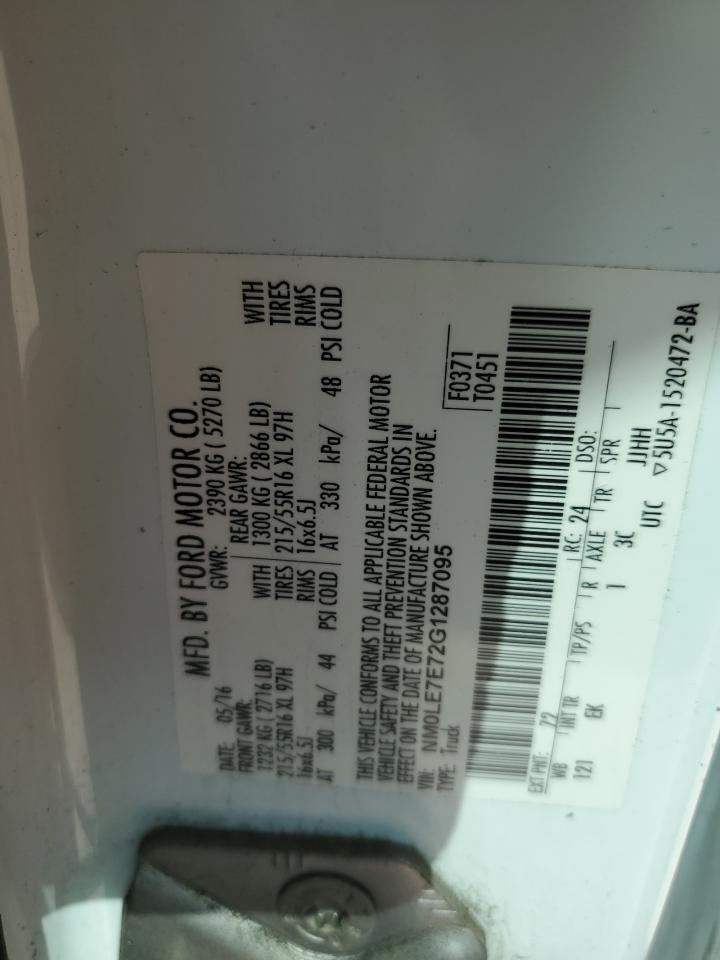 MFD. BY FORD MOTOR CO.
DATE: 05/16 GVWR: 2390 KG ( 5270 LB)
FRONT GAWR: REAR GAWR:
1232 KG ( 2716 LB) WITH 1300 KG ( 2866 LB) WITH
215/55R16 XL 97H TIRES 215/55R16 XL 97H TIRES
16x6.5J RIMS 16x6.5J RIMS
AT 300 kPa/ 44 PSI COLD AT 330 kPa/ 48 PSI COLD
THIS VEHICLE CONFORMS TO ALL APPLICABLE FEDERAL MOTOR
VEHICLE SAFETY AND THEFT PREVENTION STANDARDS IN
EFFECT ON THE DATE OF MANUFACTURE SHOWN ABOVE.
VIN: NM0LE7E72G1287095 F0371
TYPE: Truck T0451
EXT PNT: Z2 RC: 24 DSO:
WB INT TR TP/PS R AXLE TR SPR
121 EK 1 3C JJHH
UTC ▽5U5A-1520472-BA